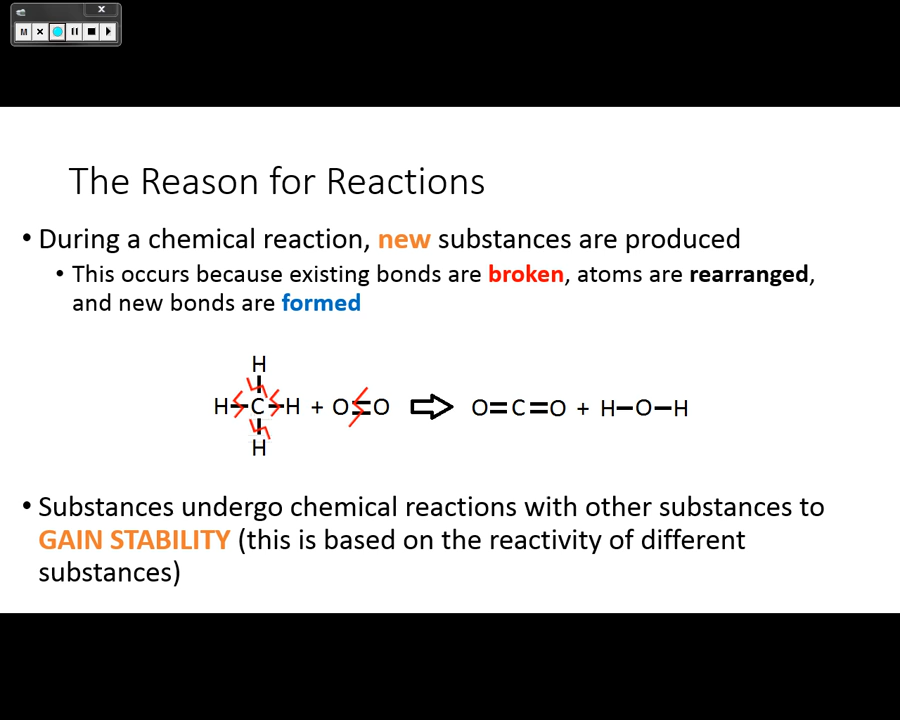 M
The Reason for Reactions
• During a chemical reaction, new substances are produced
• This occurs because existing bonds are broken, atoms are rearranged,
and new bonds are formed
H
H–C–H + O=O ⇨ O=C=O + H–O–H
H
• Substances undergo chemical reactions with other substances to
GAIN STABILITY (this is based on the reactivity of different
substances)